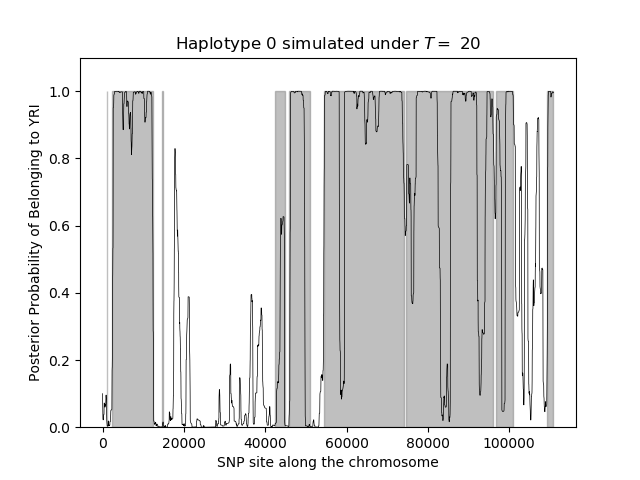 Haplotype 0 simulated under T = 20
Posterior Probability of Belonging to YRI
1.0
0.8
0.6
0.4
0.2
0.0
0 20000 40000 60000 80000 100000
SNP site along the chromosome